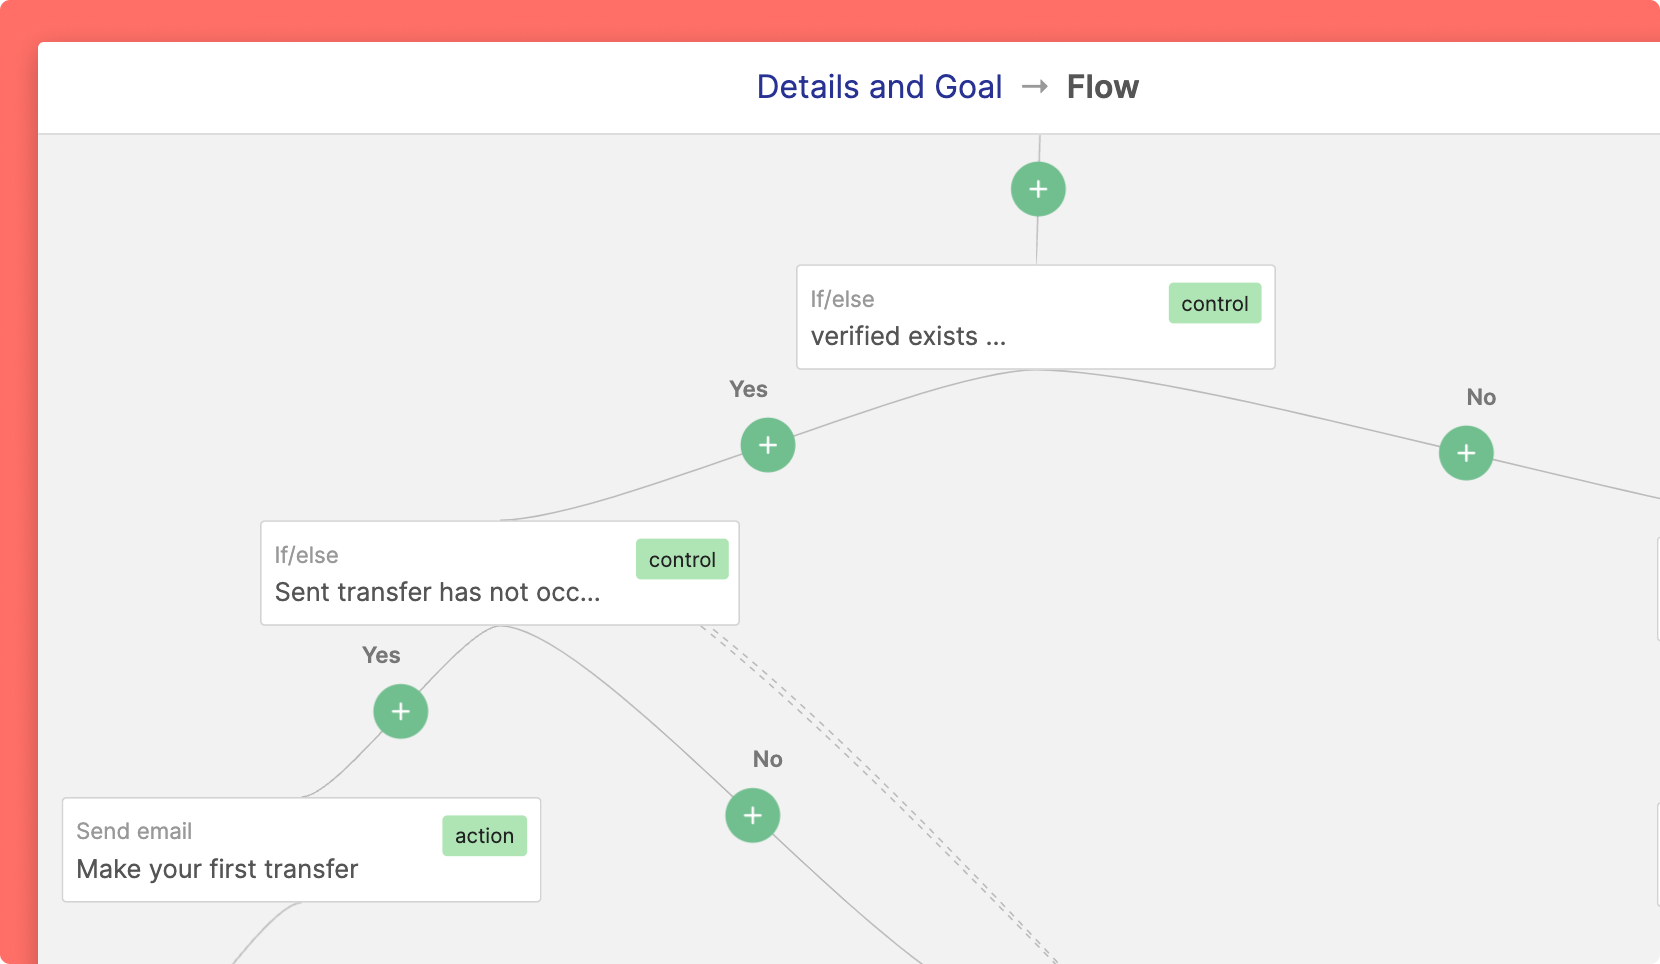 Details and Goal → Flow
If/else
control
verified exists ...
Yes
No
If/else
control
Sent transfer has not occ...
Yes
No
Send email
action
Make your first transfer